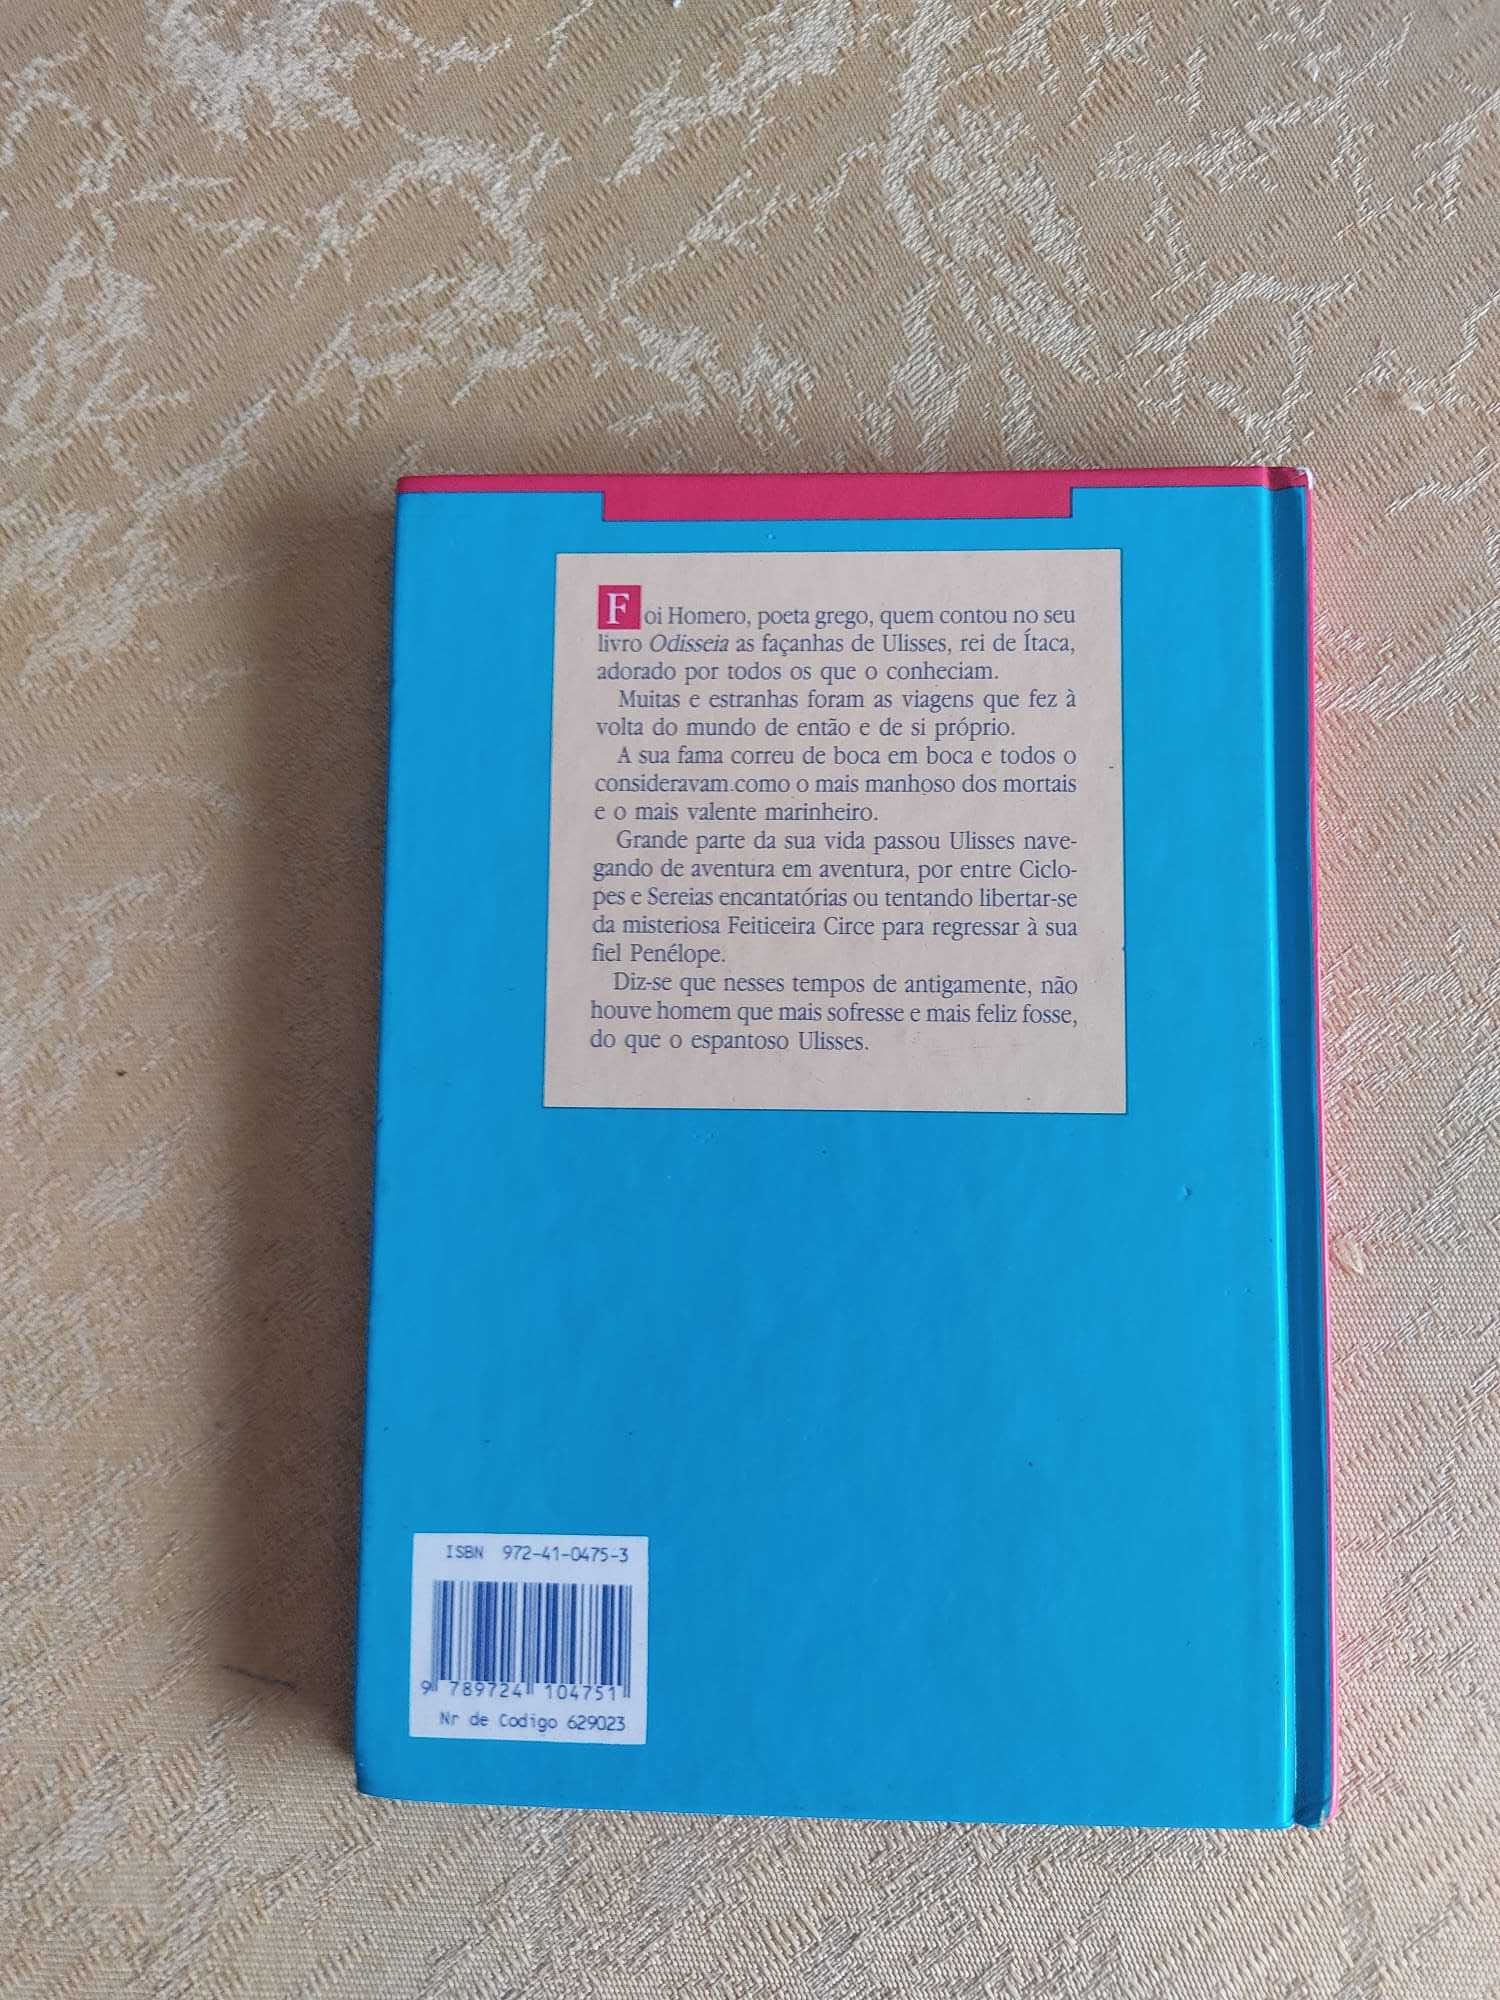 Foi Homero, poeta grego, quem contou no seu
livro Odisseia as façanhas de Ulisses, rei de Ítaca,
adorado por todos os que o conheciam.
Muitas e estranhas foram as viagens que fez à
volta do mundo de então e de si próprio.
A sua fama correu de boca em boca e todos o
consideravam como o mais manhoso dos mortais
e o mais valente marinheiro.
Grande parte da sua vida passou Ulisses nave-
gando de aventura em aventura, por entre Ciclo-
pes e Sereias encantatórias ou tentando libertar-se
da misteriosa Feiticeira Circe para regressar à sua
fiel Penélope.
Diz-se que nesses tempos de antigamente, não
houve homem que mais sofresse e mais feliz fosse,
do que o espantoso Ulisses.
ISBN 972-41-0475-3
9 789724 104751
Nr de Codigo 629023